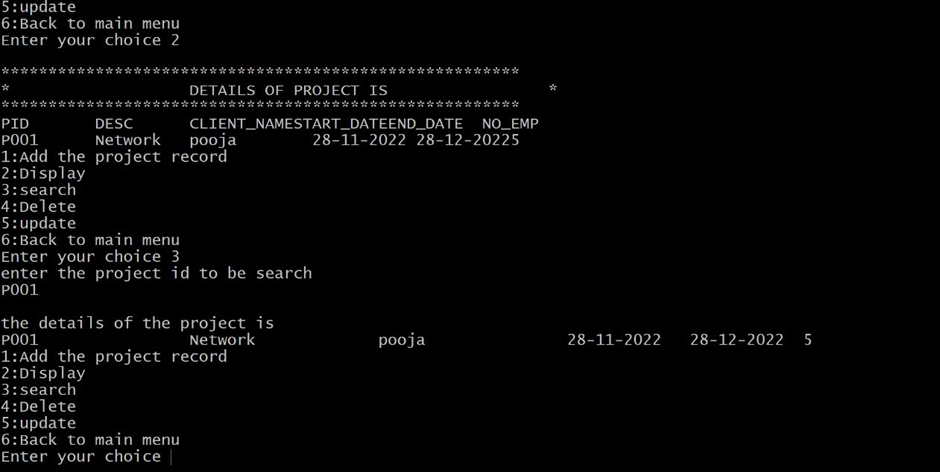 5:update
6:Back to main menu
Enter your choice 2
*******************************************************
* DETAILS OF PROJECT IS *
*******************************************************
PID DESC CLIENT_NAMESTART_DATEEND_DATE NO_EMP
P001 Network pooja 28-11-2022 28-12-20225
1:Add the project record
2:Display
3:search
4:Delete
5:update
6:Back to main menu
Enter your choice 3
enter the project id to be search
P001
the details of the project is
P001 Network pooja 28-11-2022 28-12-2022 5
1:Add the project record
2:Display
3:search
4:Delete
5:update
6:Back to main menu
Enter your choice